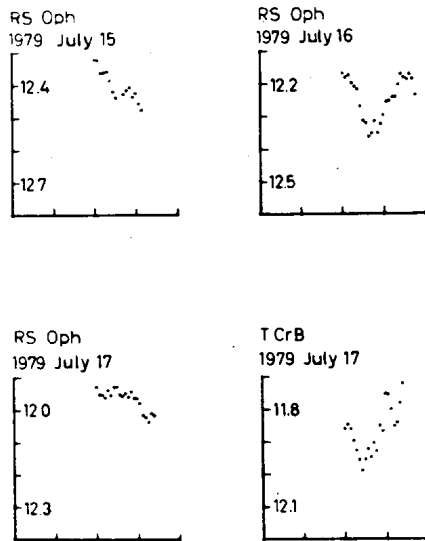 RS Oph
1979 July 15
12.4
12.7
RS Oph
1979 July 16
12.2
12.5
RS Oph
1979 July 17
12.0
12.3
T CrB
1979 July 17
11.8
12.1